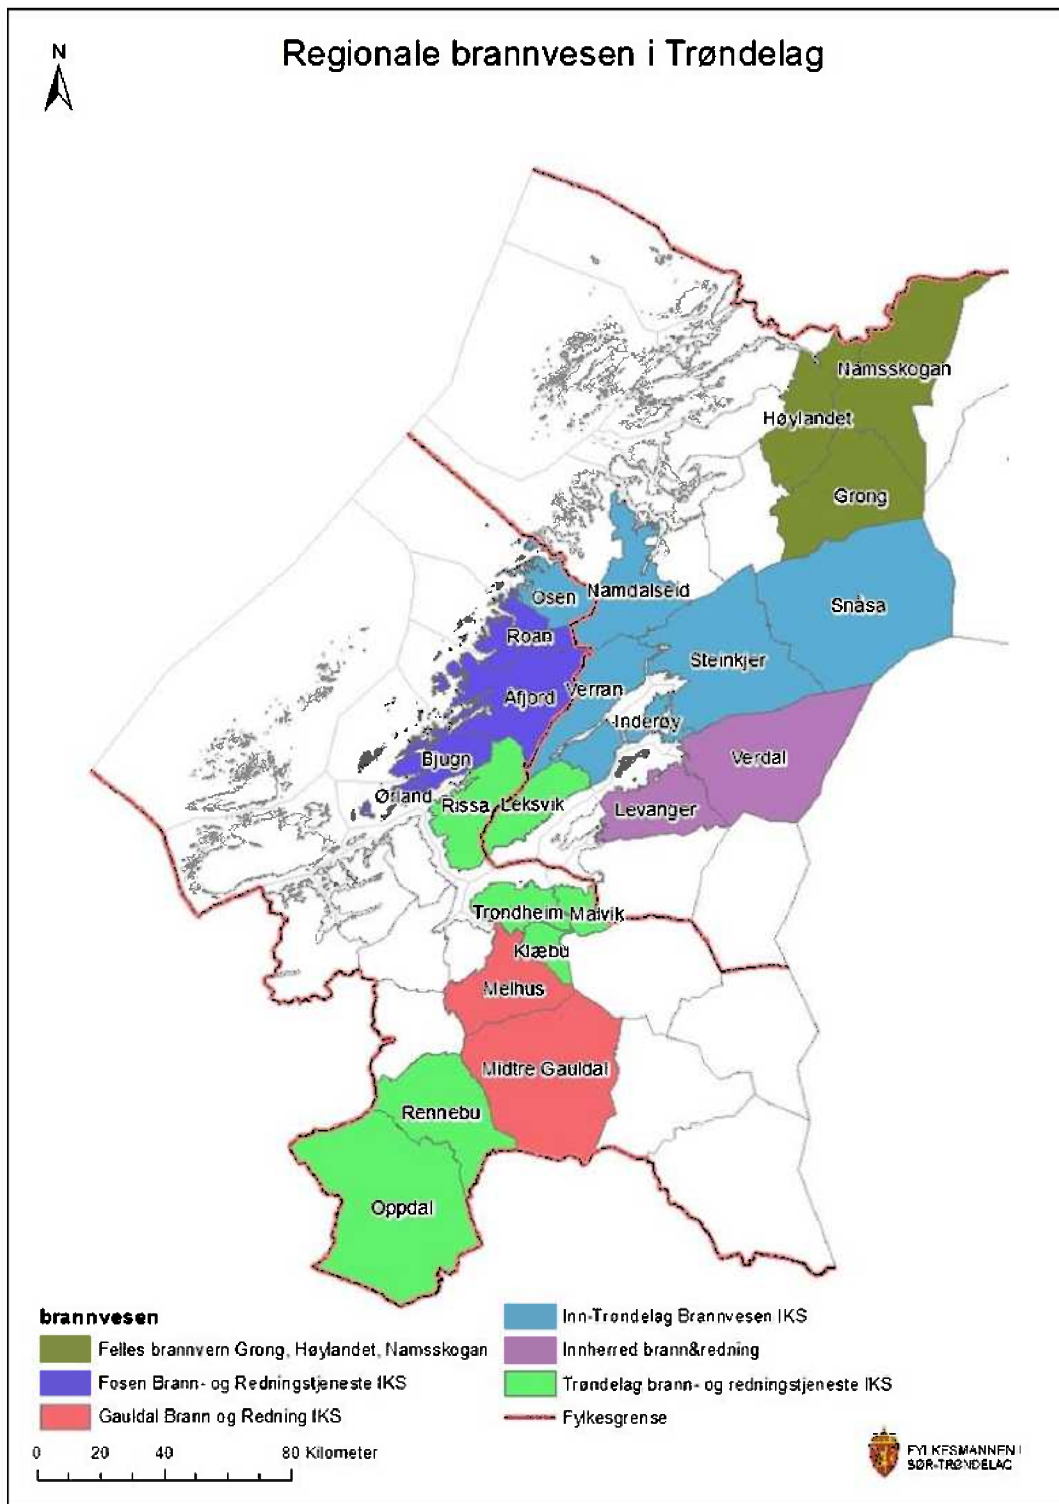 Regionale brannvesen i Trøndelag
N
Namsskogan
Høylandet
Grong
Snåsa
Namdalseid
Osen
Roan
Steinkjer
Verran
Afjord
Inderøy
Verdal
Bjugn
Ørland
Rissa
Leksvik
Levanger
Trondheim
Malvik
Klæbu
Melhus
Midtre Gauldal
Rennebu
Oppdal
brannvesen
Felles brannvern Grong, Høylandet, Namsskogan
Fosen Brann- og Redningstjeneste IKS
Gauldal Brann og Redning IKS
Inn-Trøndelag Brannvesen IKS
Innherred brann&redning
Trøndelag brann- og redningstjeneste IKS
Fylkesgrense
0 20 40 80 Kilometer
FYLKESMANNEN I
SØR-TRØNDELAG